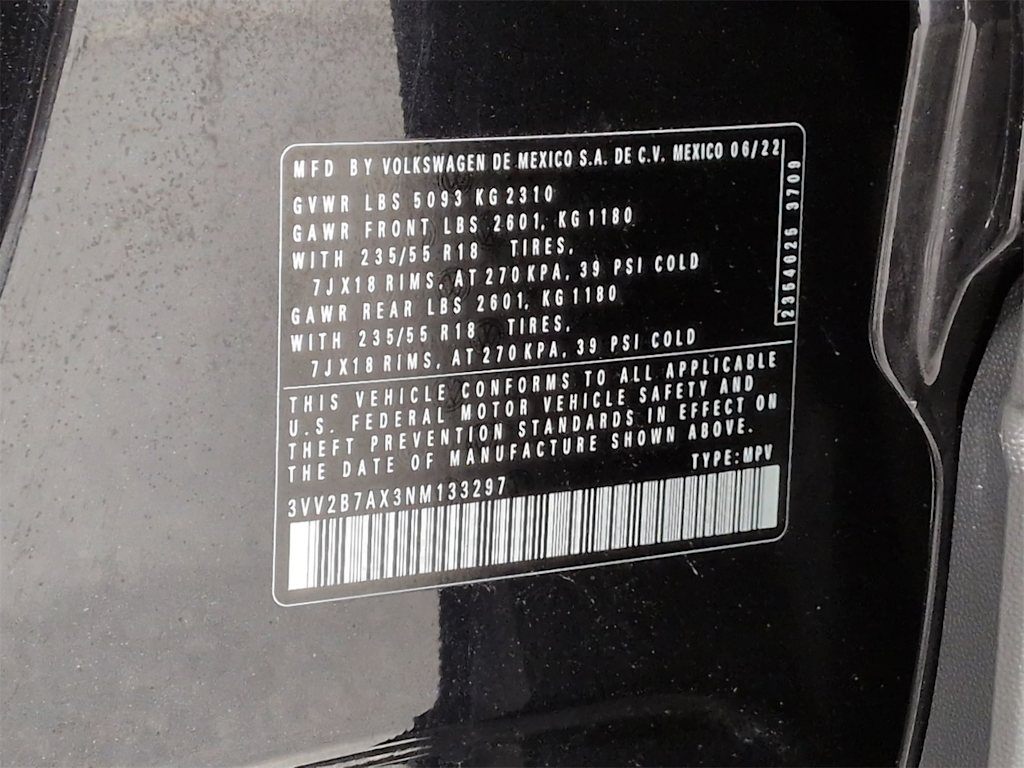 MFD BY VOLKSWAGEN DE MEXICO S.A. DE C.V. MEXICO 06/22
GVWR LBS 5093 KG 2310
GAWR FRONT LBS 2601, KG 1180
WITH 235/55 R18 TIRES,
7JX18 RIMS, AT 270 KPA, 39 PSI COLD
GAWR REAR LBS 2601, KG 1180
WITH 235/55 R18 TIRES,
7JX18 RIMS, AT 270 KPA, 39 PSI COLD
2354026 3709
THIS VEHICLE CONFORMS TO ALL APPLICABLE
U.S. FEDERAL MOTOR VEHICLE SAFETY AND
THEFT PREVENTION STANDARDS IN EFFECT ON
THE DATE OF MANUFACTURE SHOWN ABOVE.
TYPE: MPV
3VV2B7AX3NM133297